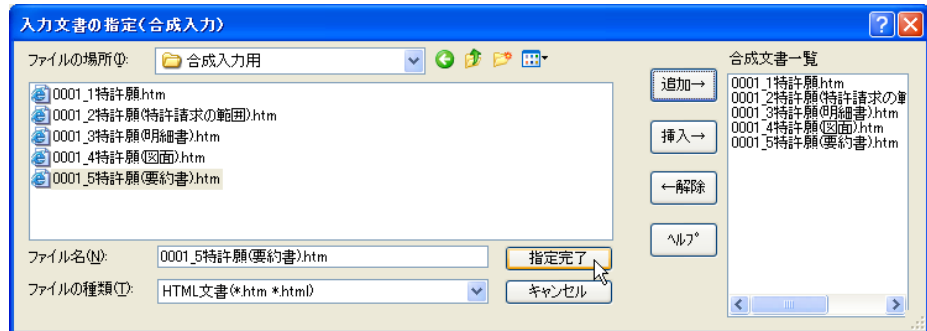 入力文書の指定(合成入力)
ファイルの場所(I):
合成入力用
合成文書一覧
0001_1特許願.htm
0001_2特許願(特許請求の範囲).htm
0001_3特許願(明細書).htm
0001_4特許願(図面).htm
0001_5特許願(要約書).htm
追加→
挿入→
←解除
ヘルプ
0001_1特許願.htm
0001_2特許願(特許請求の範
0001_3特許願(明細書).htm
0001_4特許願(図面).htm
0001_5特許願(要約書).htm
ファイル名(N):
0001_5特許願(要約書).htm
指定完了
ファイルの種類(T):
HTML文書(*.htm *.html)
キャンセル